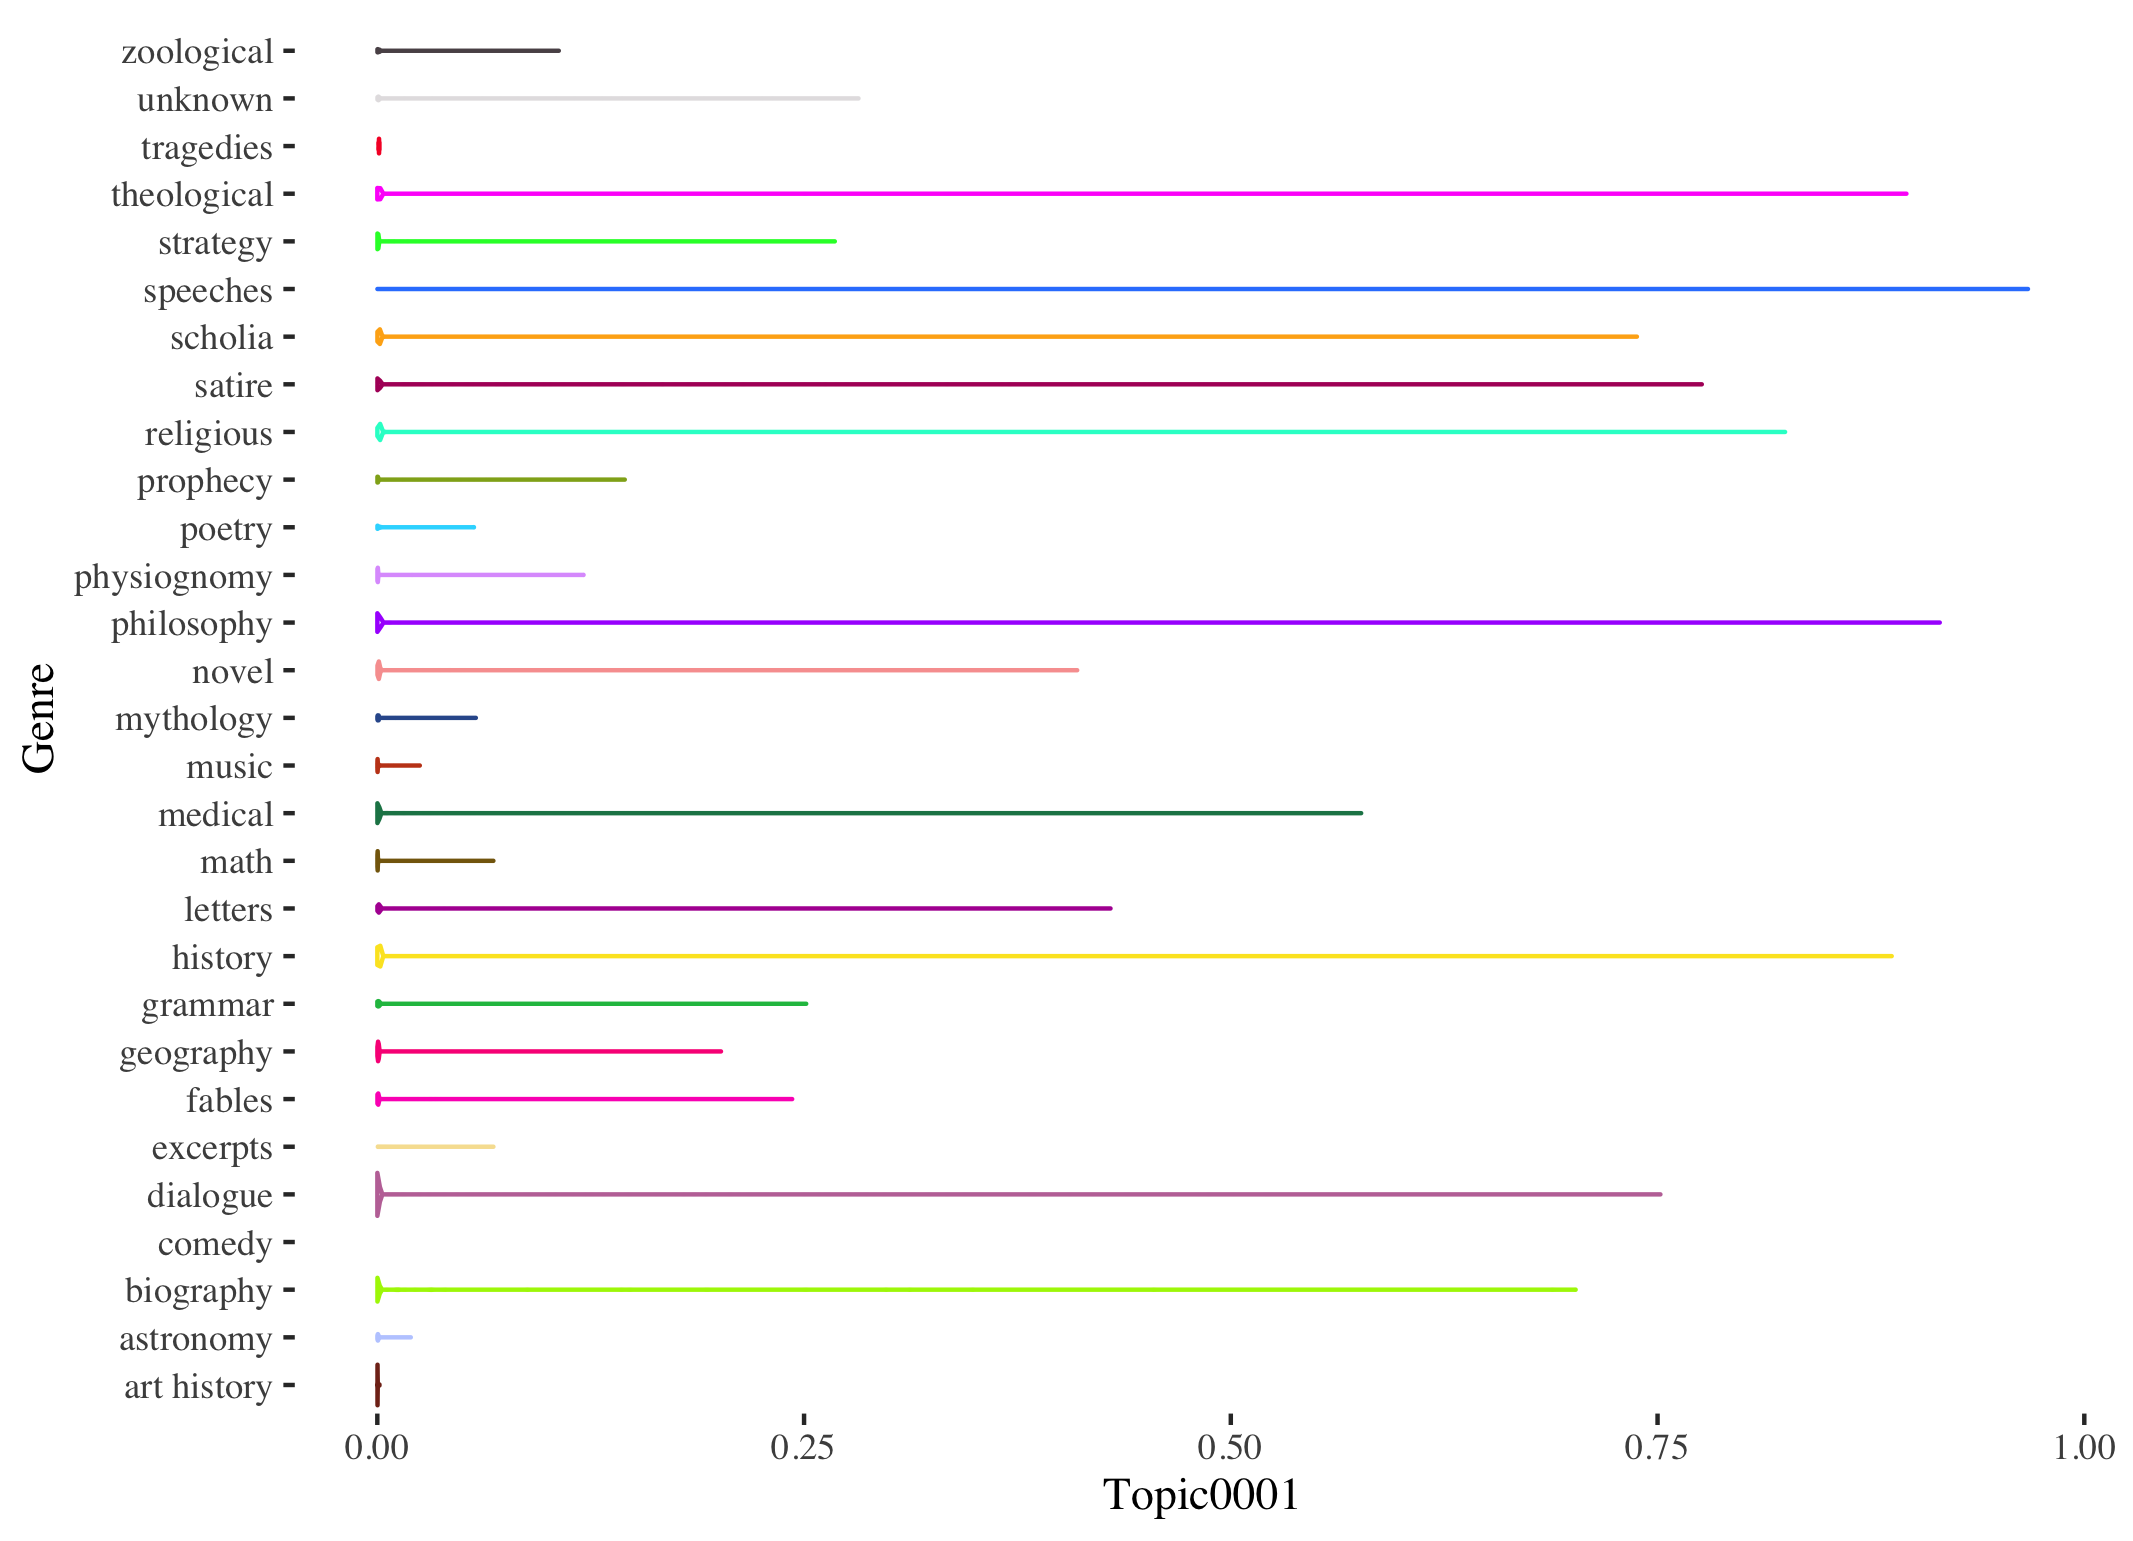 zoological
unknown
tragedies
theological
strategy
speeches
scholia
satire
religious
prophecy
poetry
physiognomy
philosophy
novel
mythology
music
medical
math
letters
history
grammar
geography
fables
excerpts
dialogue
comedy
biography
astronomy
art history
Genre
0.00 0.25 0.50 0.75 1.00
Topic0001